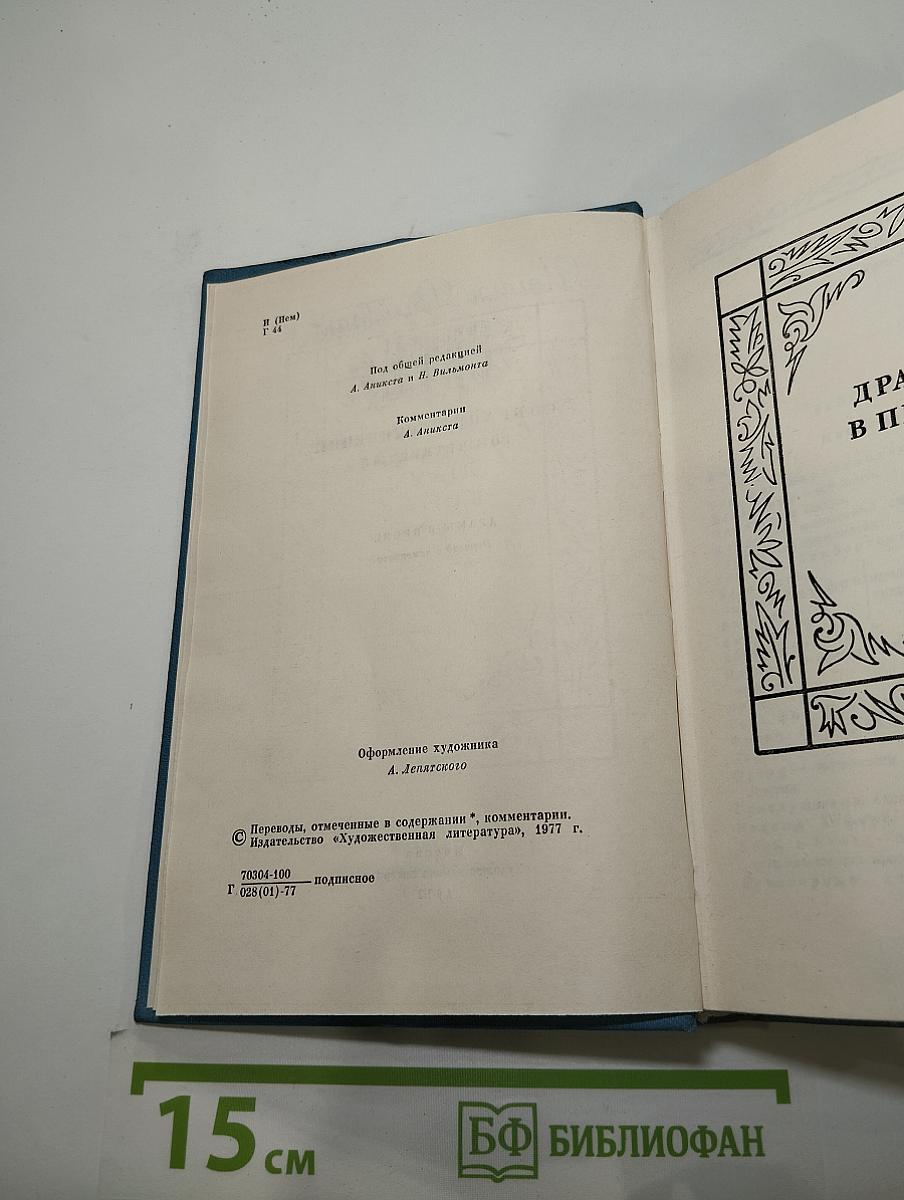 И (Нем)
Г 44
Под общей редакцией
А. Аникста и Н. Вильмонта
Комментарии
А. Аникста
Оформление художника
А. Лепятского
© Переводы, отмеченные в содержании *, комментарии.
Издательство «Художественная литература», 1977 г.
Г 70304-100
028(01)-77 подписное
ДРА
В П
15 см
БФ БИБЛИОФАН